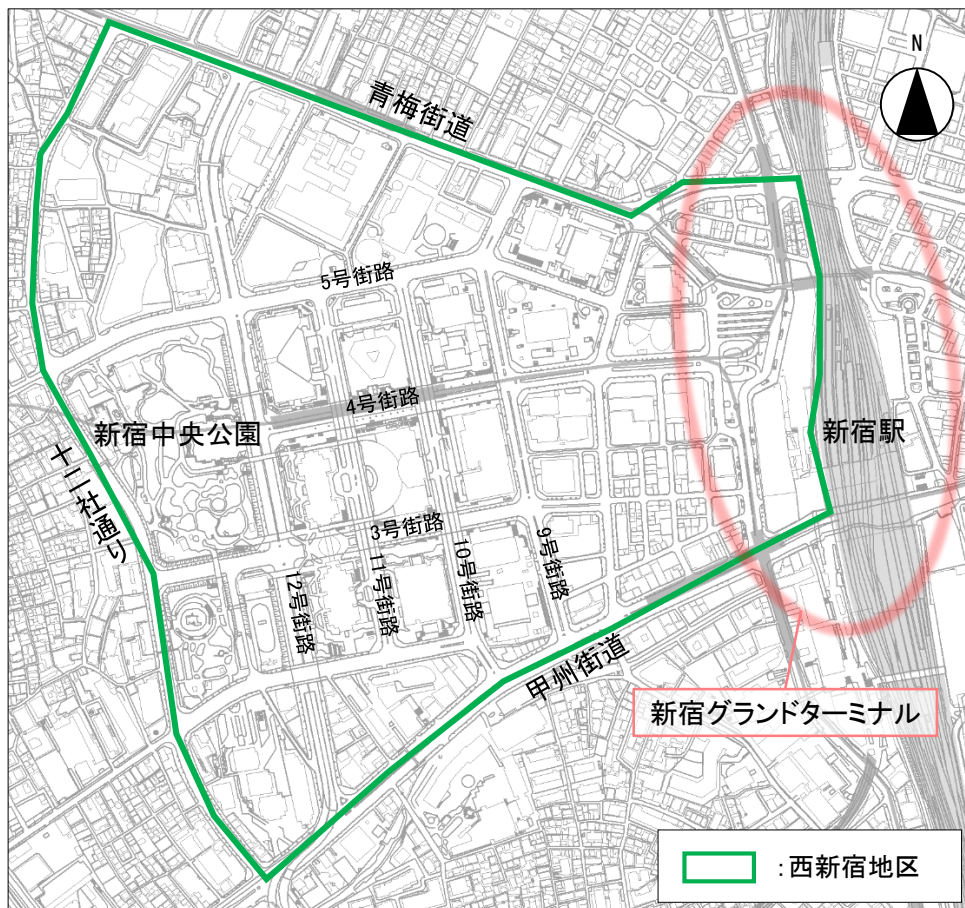 N
青梅街道
5号街路
4号街路
新宿中央公園
新宿駅
十二社通り
3号街路
9号街路
10号街路
11号街路
12号街路
甲州街道
新宿グランドターミナル
:西新宿地区